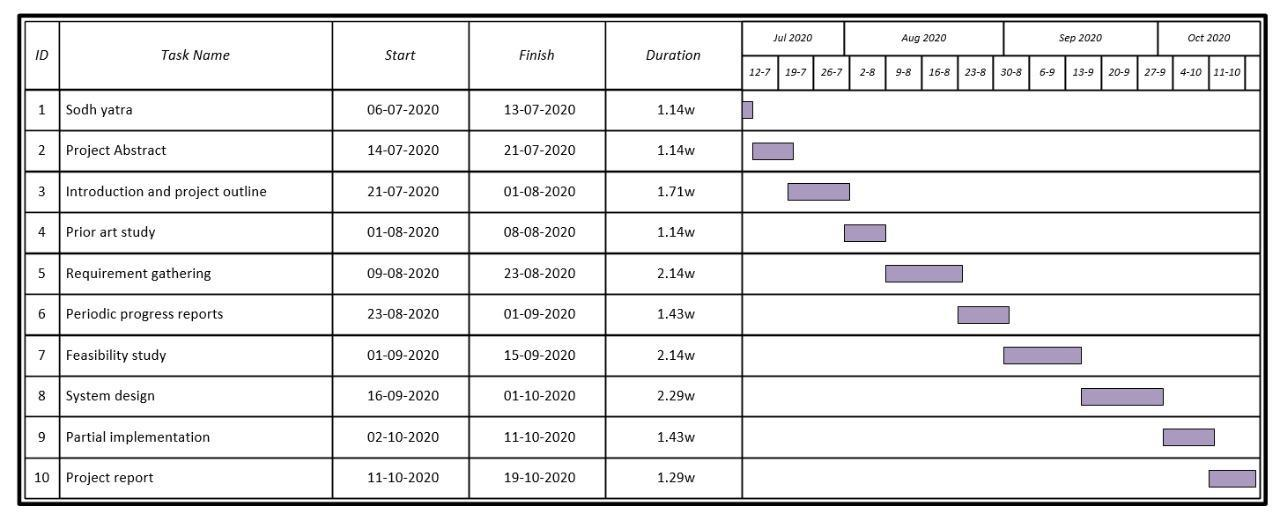 ID Task Name Start Finish Duration Jul 2020 Aug 2020 Sep 2020 Oct 2020
12-7 19-7 26-7 2-8 9-8 16-8 23-8 30-8 6-9 13-9 20-9 27-9 4-10 11-10
1 Sodh yatra 06-07-2020 13-07-2020 1.14w
2 Project Abstract 14-07-2020 21-07-2020 1.14w
3 Introduction and project outline 21-07-2020 01-08-2020 1.71w
4 Prior art study 01-08-2020 08-08-2020 1.14w
5 Requirement gathering 09-08-2020 23-08-2020 2.14w
6 Periodic progress reports 23-08-2020 01-09-2020 1.43w
7 Feasibility study 01-09-2020 15-09-2020 2.14w
8 System design 16-09-2020 01-10-2020 2.29w
9 Partial implementation 02-10-2020 11-10-2020 1.43w
10 Project report 11-10-2020 19-10-2020 1.29w